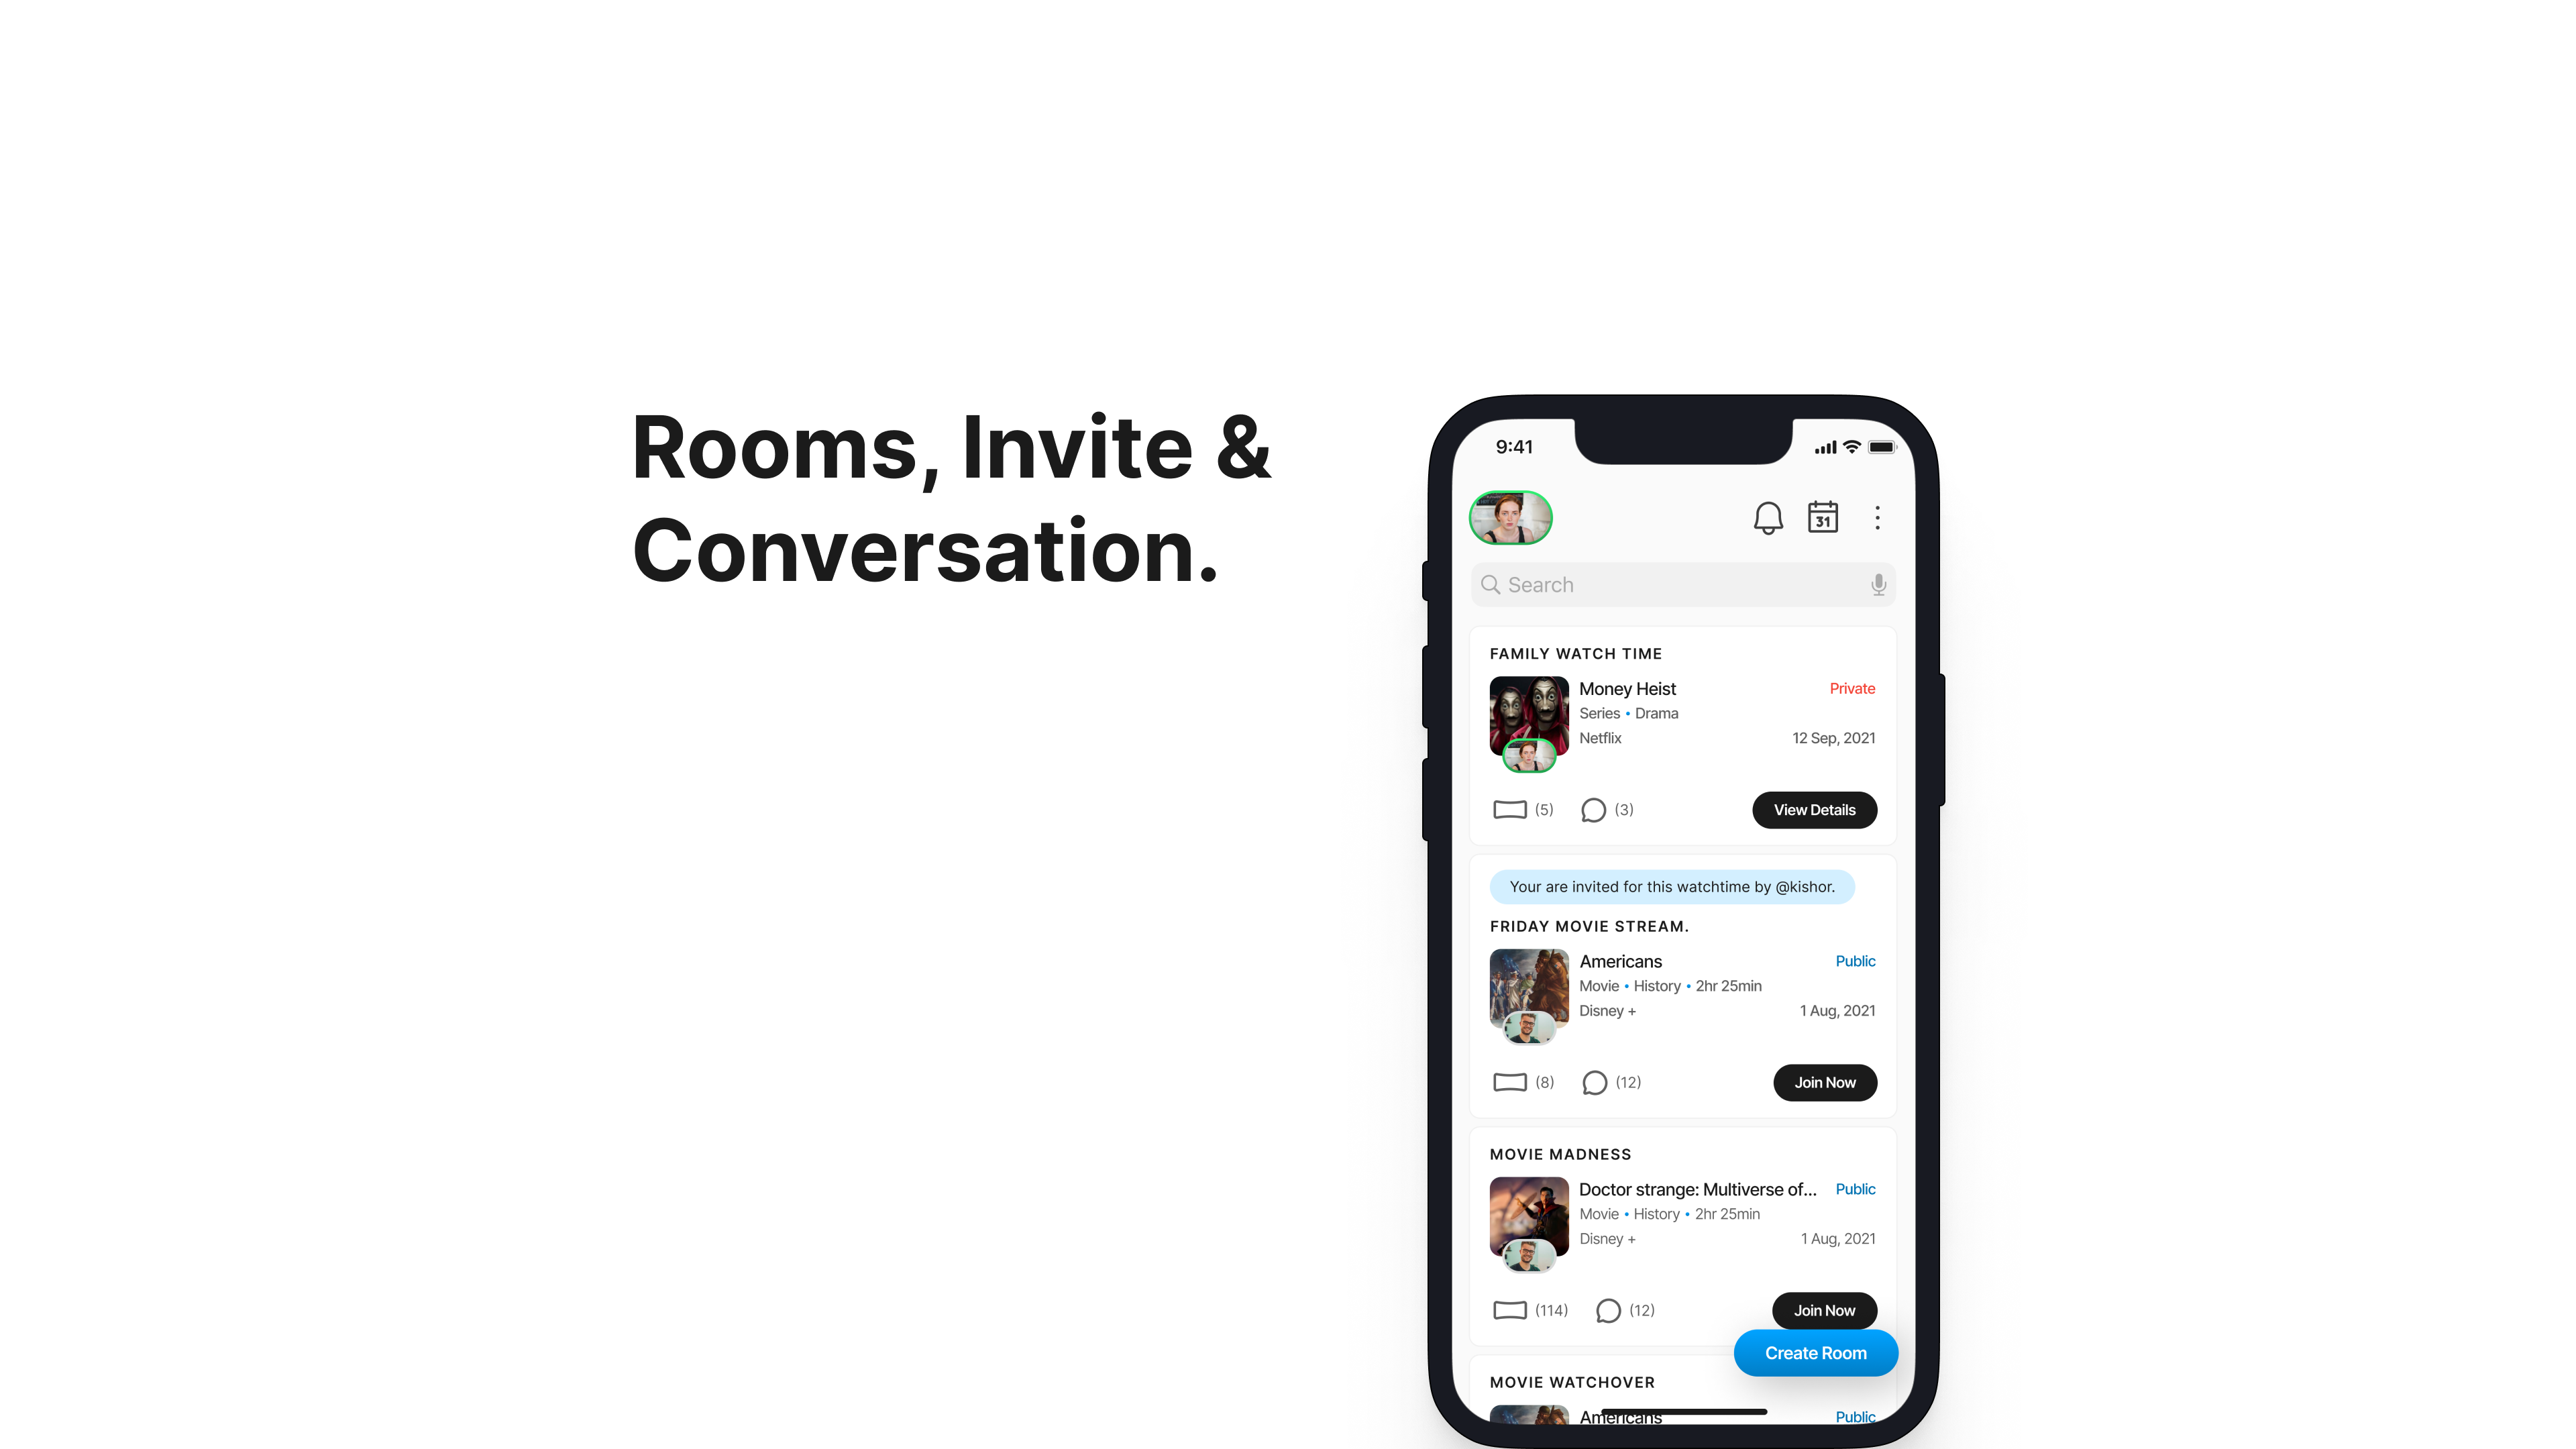 Rooms, Invite &
Conversation.
9:41
31
Search
FAMILY WATCH TIME
Money Heist
Private
Series • Drama
Netflix
12 Sep, 2021
(5)
(3)
View Details
Your are invited for this watchtime by @kishor.
FRIDAY MOVIE STREAM.
Americans
Public
Movie • History • 2hr 25min
Disney +
1 Aug, 2021
(8)
(12)
Join Now
MOVIE MADNESS
Doctor strange: Multiverse of...
Public
Movie • History • 2hr 25min
Disney +
1 Aug, 2021
(114)
(12)
Join Now
Create Room
MOVIE WATCHOVER
Americans
Public